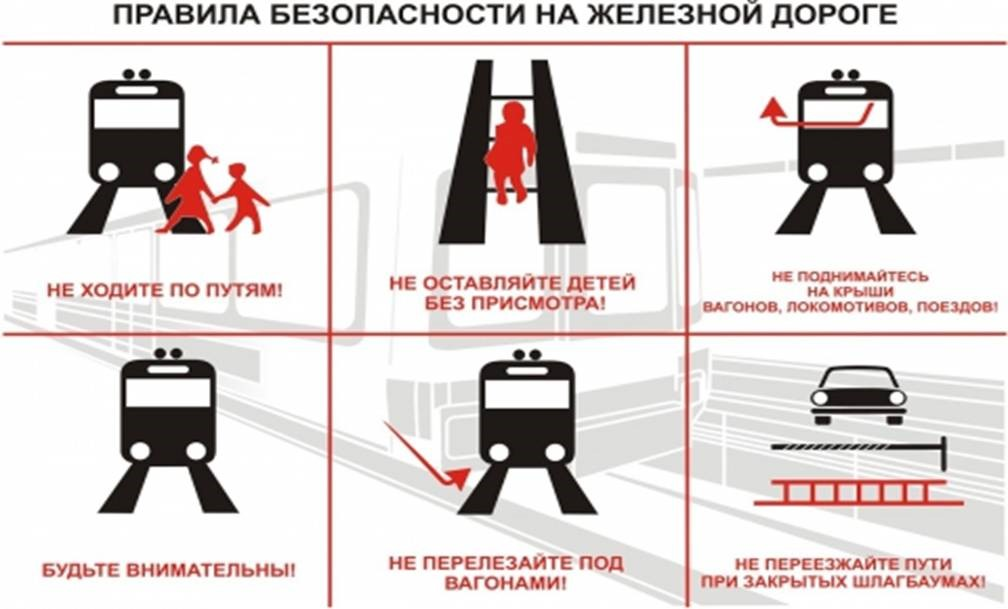 ПРАВИЛА БЕЗОПАСНОСТИ НА ЖЕЛЕЗНОЙ ДОРОГЕ
НЕ ХОДИТЕ ПО ПУТЯМ!
НЕ ОСТАВЛЯЙТЕ ДЕТЕЙ
БЕЗ ПРИСМОТРА!
НЕ ПОДНИМАЙТЕСЬ
НА КРЫШИ
ВАГОНОВ, ЛОКОМОТИВОВ, ПОЕЗДОВ!
БУДЬТЕ ВНИМАТЕЛЬНЫ!
НЕ ПЕРЕЛЕЗАЙТЕ ПОД
ВАГОНАМИ!
НЕ ПЕРЕЕЗЖАЙТЕ ПУТИ
ПРИ ЗАКРЫТЫХ ШЛАГБАУМАХ!